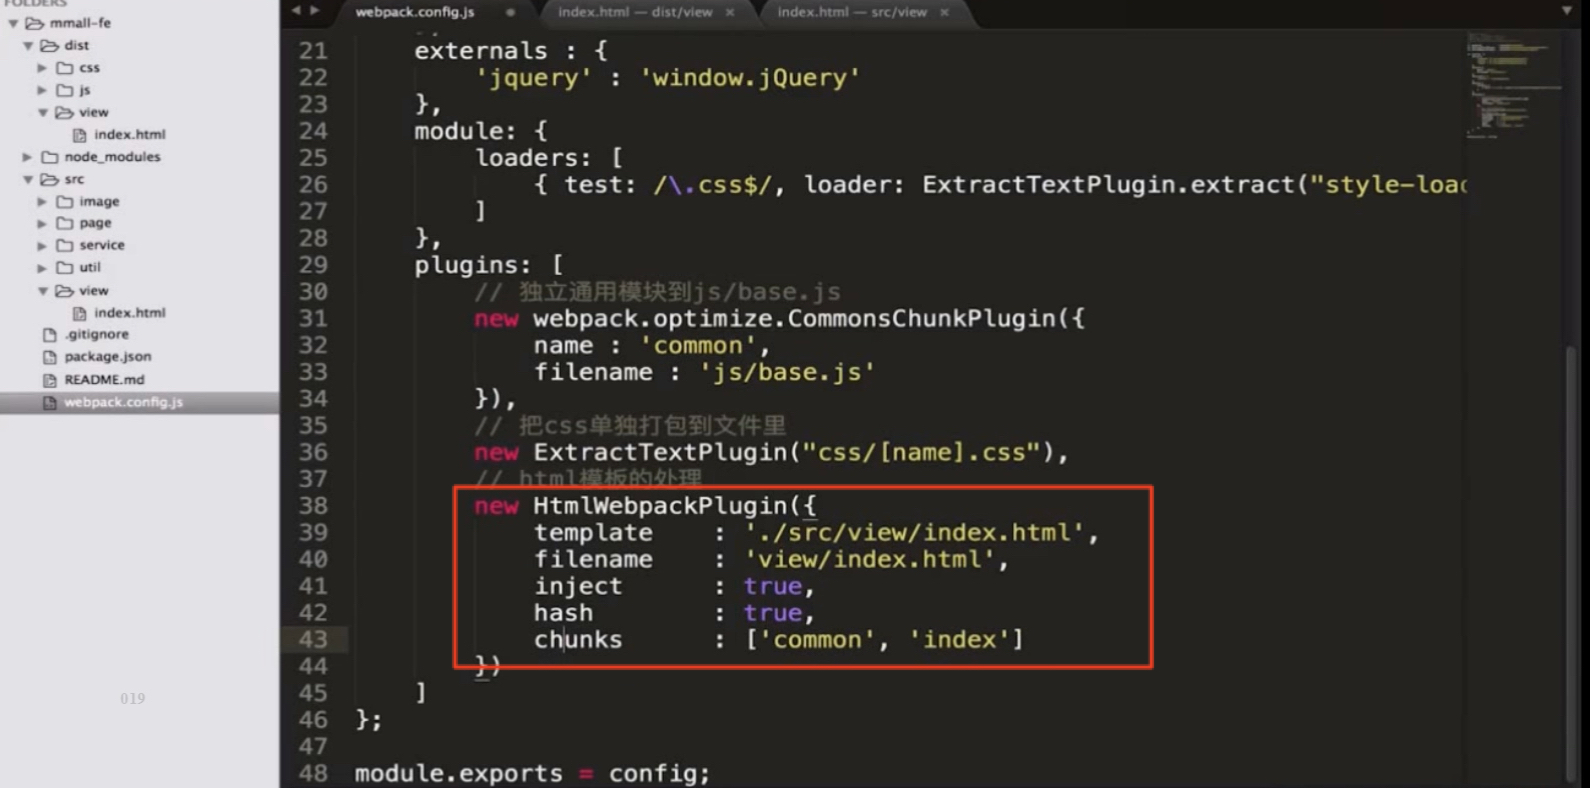 FOLDERS
mmall-fe
dist
css
js
view
index.html
node_modules
src
image
page
service
util
view
index.html
.gitignore
package.json
README.md
webpack.config.js
019
webpack.config.js
index.html — dist/view ×
index.html — src/view ×
21 externals : {
22 'jquery' : 'window.jQuery'
23 },
24 module: {
25 loaders: [
26 { test: /\.css$/, loader: ExtractTextPlugin.extract("style-loa
27 ]
28 },
29 plugins: [
30 // 独立通用模块到js/base.js
31 new webpack.optimize.CommonsChunkPlugin({
32 name : 'common',
33 filename : 'js/base.js'
34 }),
35 // 把css单独打包到文件里
36 new ExtractTextPlugin("css/[name].css"),
37 // html模板的处理
38 new HtmlWebpackPlugin({
39 template : './src/view/index.html',
40 filename : 'view/index.html',
41 inject : true,
42 hash : true,
43 chunks : ['common', 'index']
44 })
45 ]
46 };
47
48 module.exports = config;